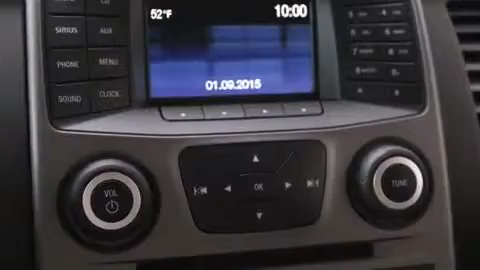 52°F 10:00
SIRIUS AUX
PHONE MENU
SOUND CLOCK
01.09.2015
VOL
OK
TUNE